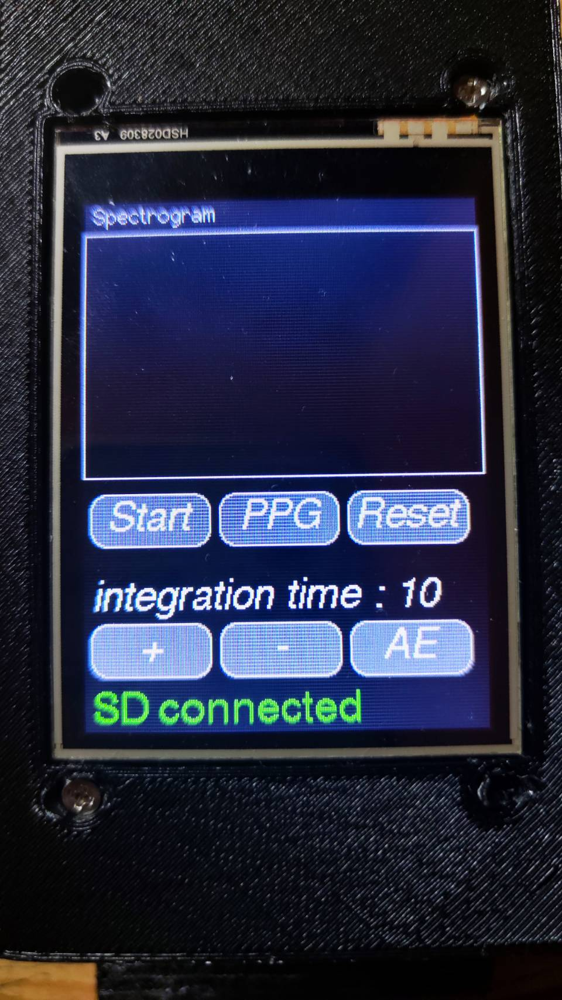 HSD028309 A3
Spectrogram
Start PPG Reset
integration time : 10
+ - AE
SD connected